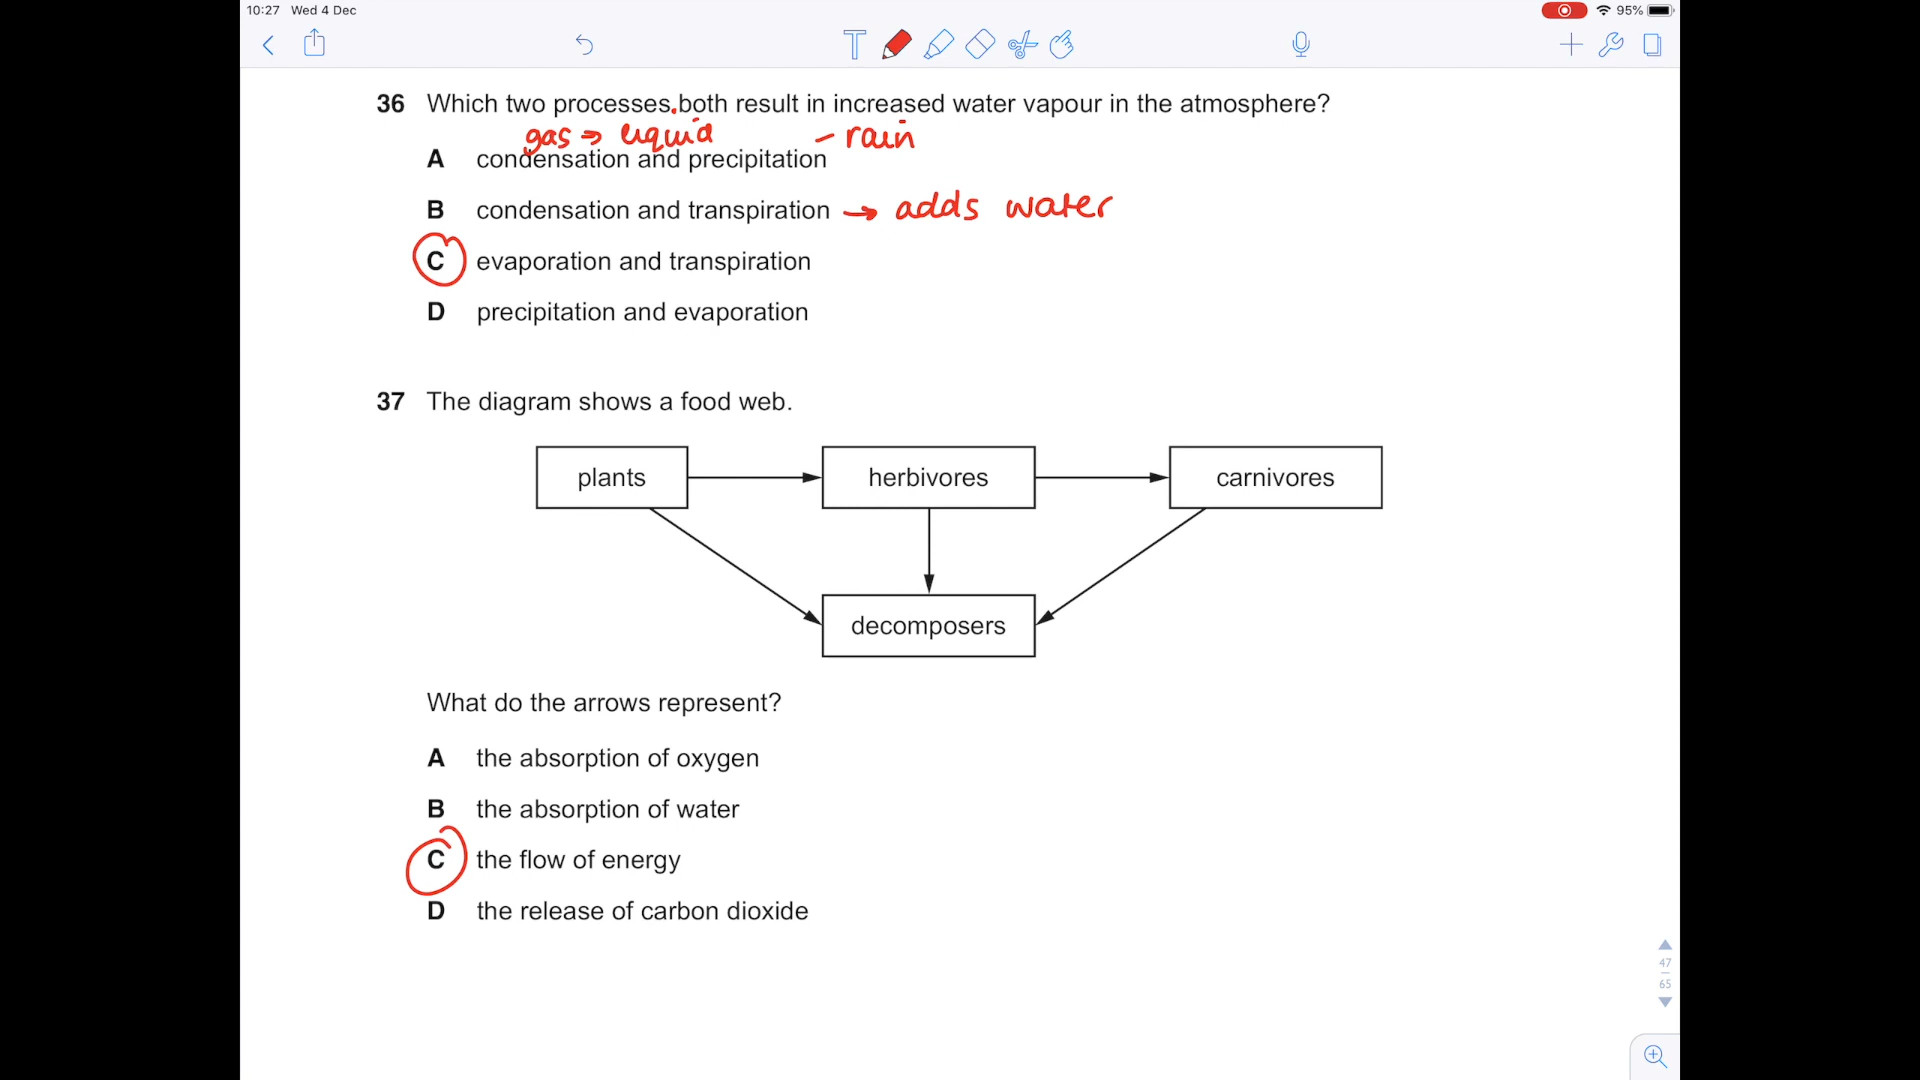 10:27 Wed 4 Dec
95%
36 Which two processes both result in increased water vapour in the atmosphere?
gas → liquid - rain
A condensation and precipitation
B condensation and transpiration → adds water
C evaporation and transpiration
D precipitation and evaporation
37 The diagram shows a food web.
plants herbivores carnivores
decomposers
What do the arrows represent?
A the absorption of oxygen
B the absorption of water
C the flow of energy
D the release of carbon dioxide
47
65